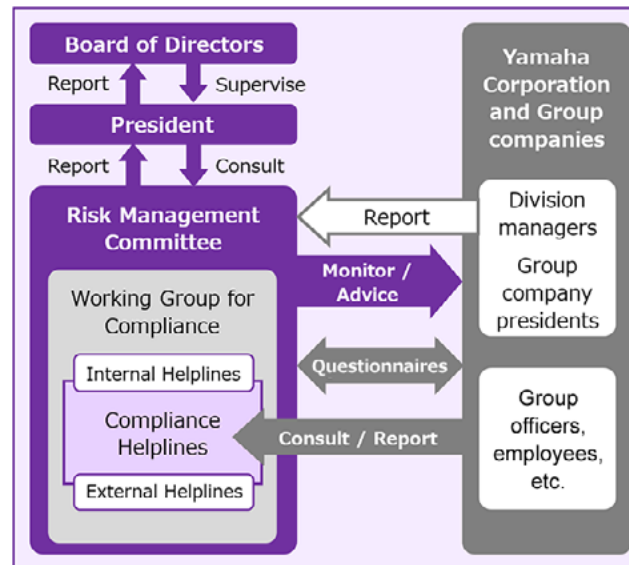 Board of Directors
Report
Supervise
President
Report
Consult
Risk Management
Committee
Working Group for
Compliance
Internal Helplines
Compliance
Helplines
External Helplines
Report
Monitor /
Advice
Questionnaires
Consult / Report
Yamaha
Corporation
and Group
companies
Division
managers
Group
company
presidents
Group
officers,
employees,
etc.